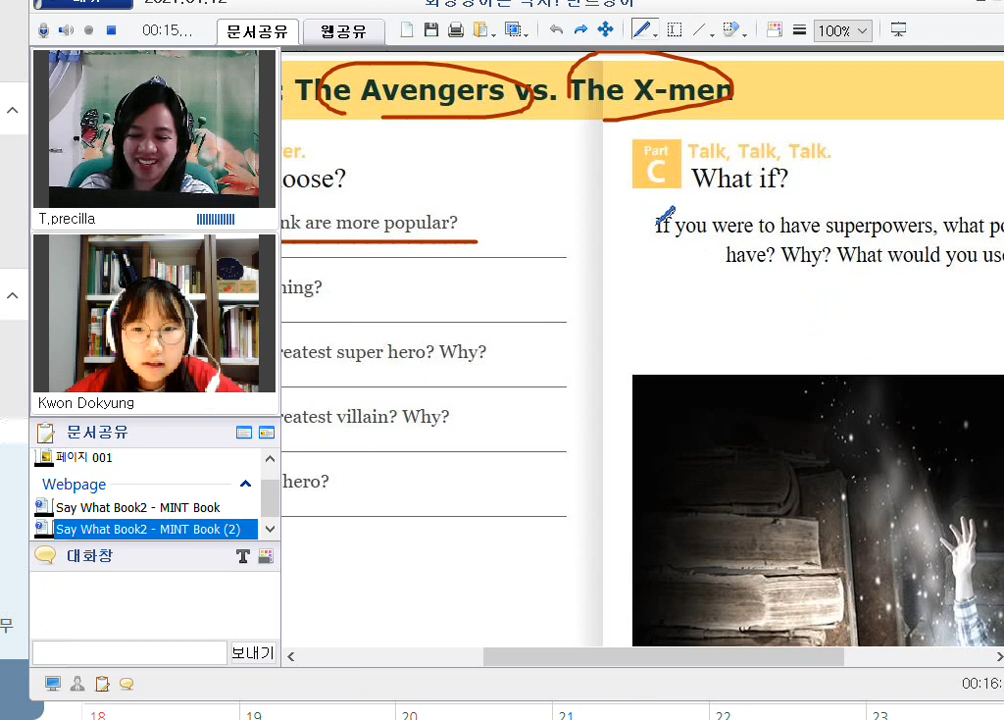 00:15...
문서공유
웹공유
100%
T.precilla
Kwon Dokyung
문서공유
페이지 001
Webpage
Say What Book2 - MINT Book
Say What Book2 - MINT Book (2)
대화창
보내기
: The Avengers vs. The X-men
er.
oose?
nk are more popular?
ning?
reatest super hero? Why?
reatest villain? Why?
hero?
Part
C
Talk, Talk, Talk.
What if?
If you were to have superpowers, what po
have? Why? What would you us
00:16:
무
18
19
20
21
22
23